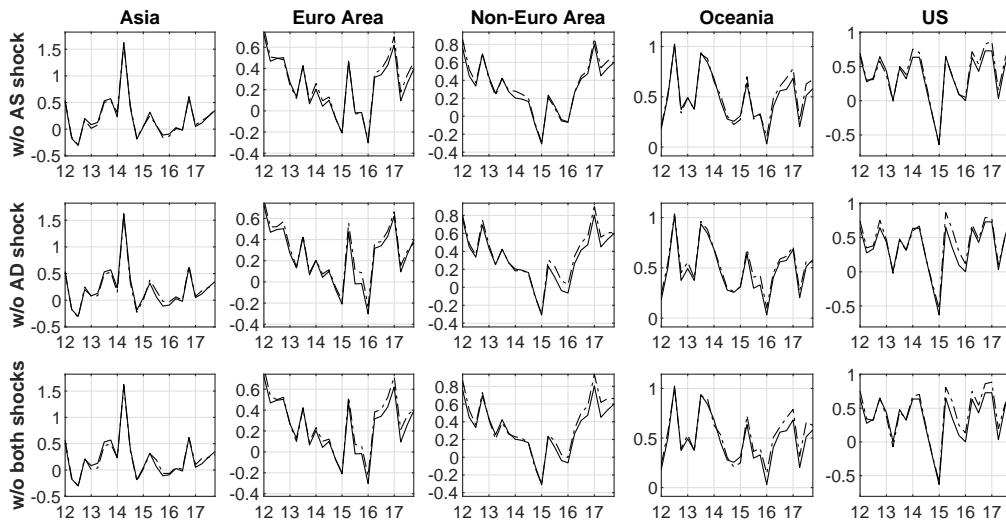 Asia Euro Area Non-Euro Area Oceania US
w/o AS shock
1.5 1 0.5 0 -0.5
12 13 14 15 16 17
0.6 0.4 0.2 0 -0.2 -0.4
12 13 14 15 16 17
0.8 0.6 0.4 0.2 0 -0.2 -0.4
12 13 14 15 16 17
1 0.5 0
12 13 14 15 16 17
1 0.5 0 -0.5
12 13 14 15 16 17
w/o AD shock
1.5 1 0.5 0 -0.5
12 13 14 15 16 17
0.6 0.4 0.2 0 -0.2 -0.4
12 13 14 15 16 17
0.8 0.6 0.4 0.2 0 -0.2 -0.4
12 13 14 15 16 17
1 0.5 0
12 13 14 15 16 17
1 0.5 0 -0.5
12 13 14 15 16 17
w/o both shocks
1.5 1 0.5 0 -0.5
12 13 14 15 16 17
0.6 0.4 0.2 0 -0.2 -0.4
12 13 14 15 16 17
0.8 0.6 0.4 0.2 0 -0.2 -0.4
12 13 14 15 16 17
1 0.5 0
12 13 14 15 16 17
1 0.5 0 -0.5
12 13 14 15 16 17